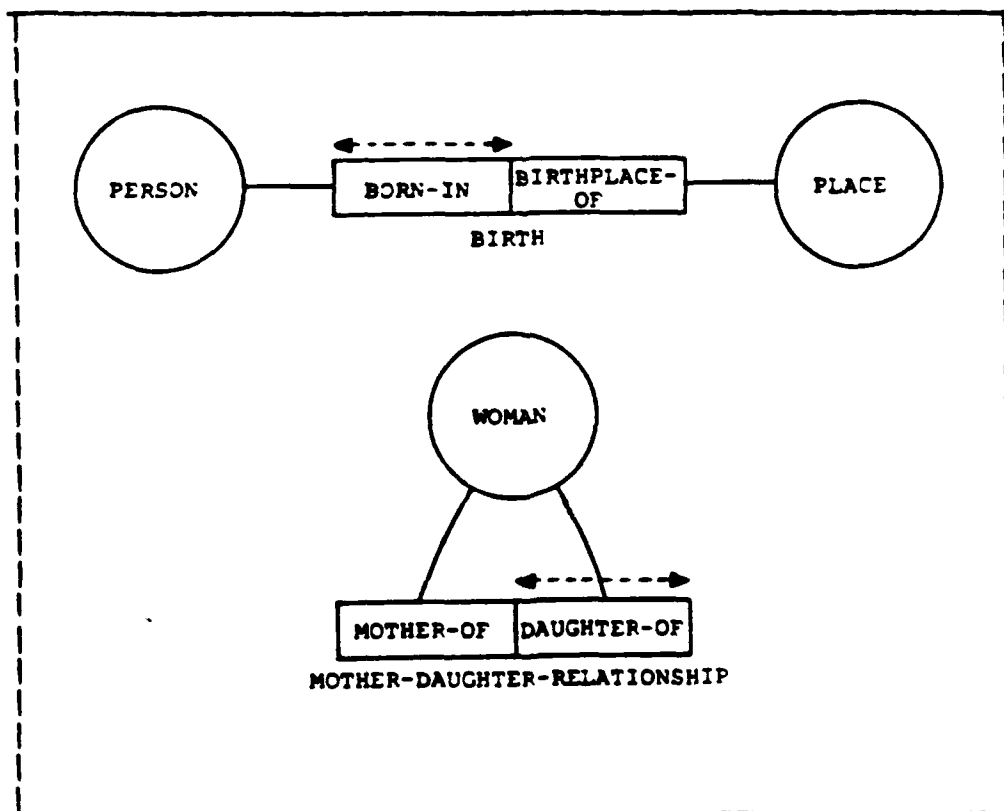 PERSON
BORN-IN
BIRTHPLACE-
OF
PLACE
BIRTH
WOMAN
MOTHER-OF
DAUGHTER-OF
MOTHER-DAUGHTER-RELATIONSHIP